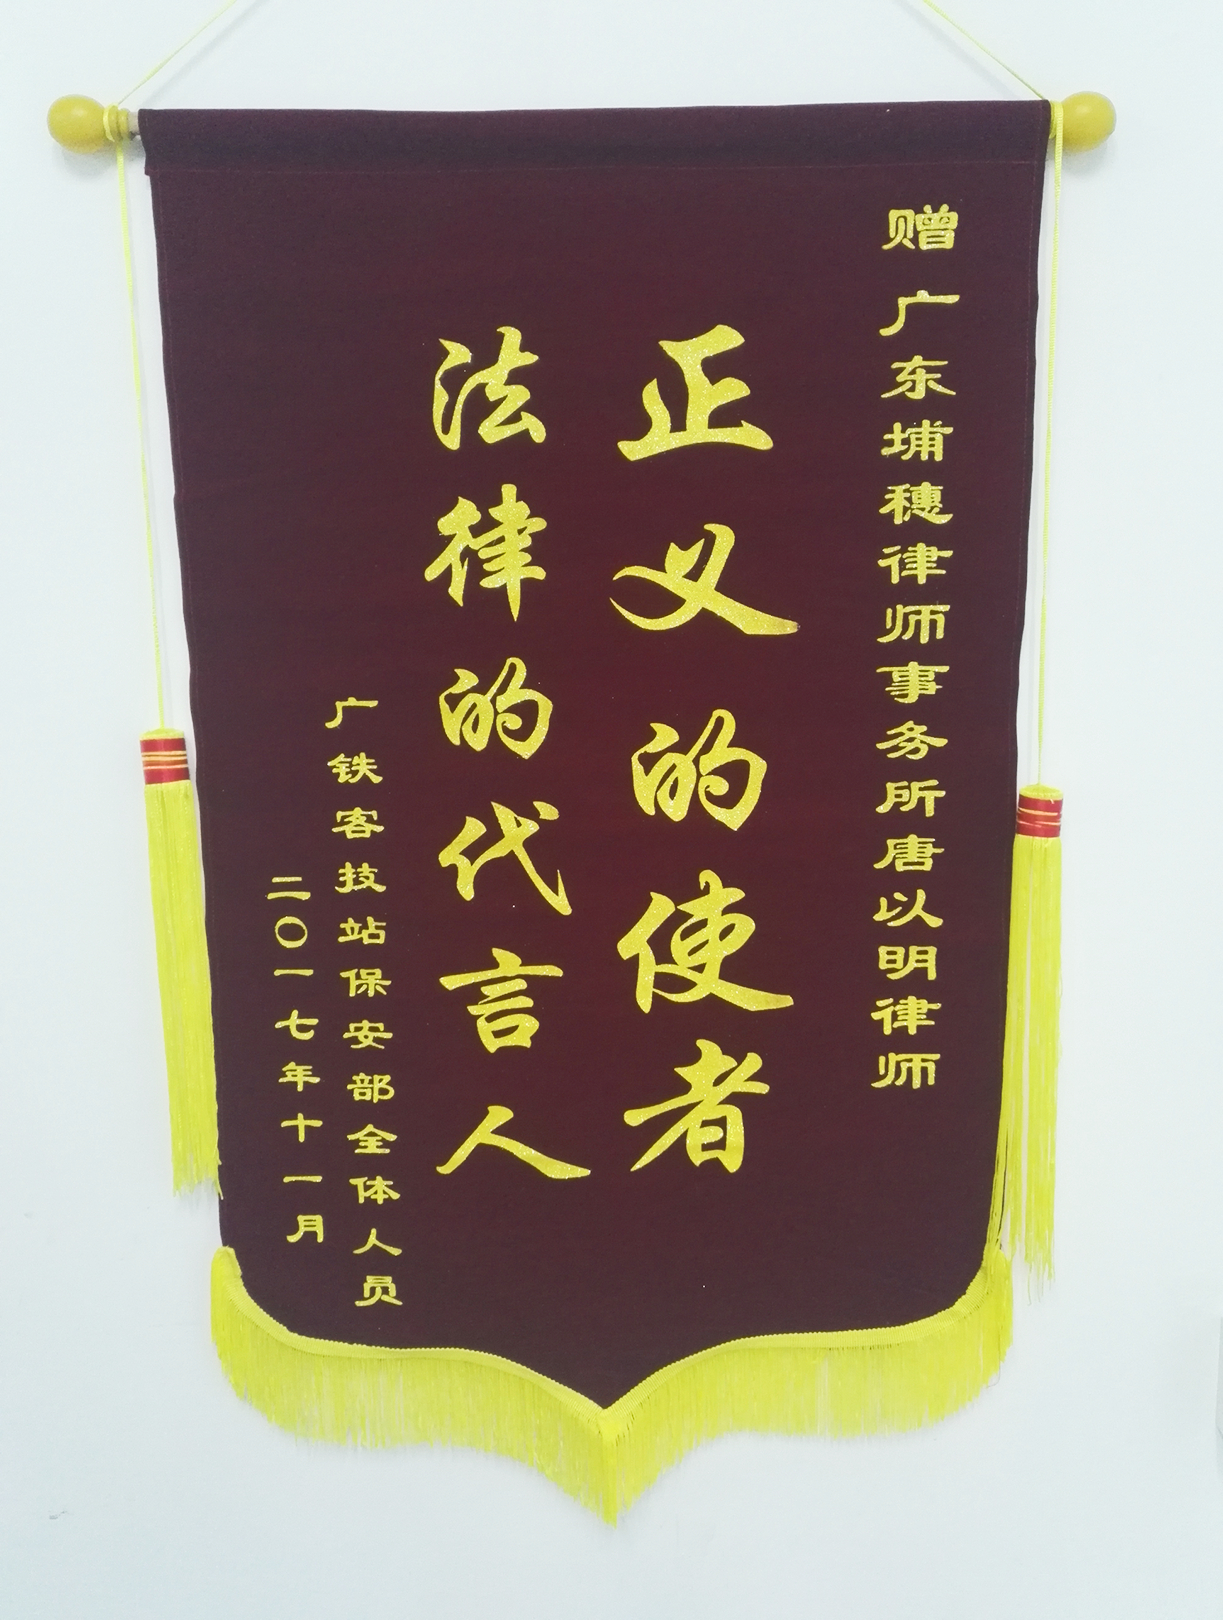 赠 广东埔穗律师事务所唐以明律师
正义的使者
法律的代言人
广铁客技站保安部全体人员
二〇一七年十一月